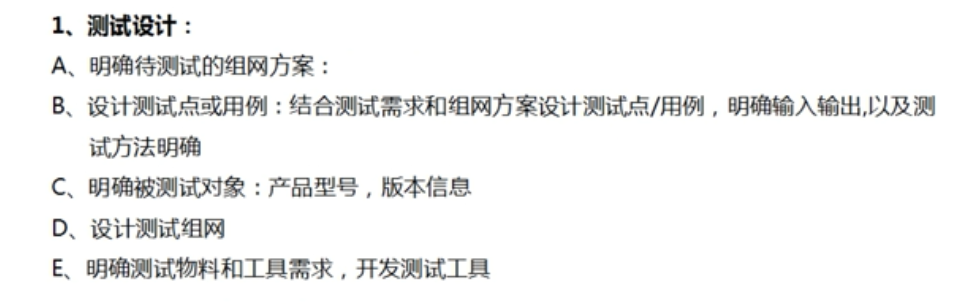 1、测试设计：
A、明确待测试的组网方案：
B、设计测试点或用例：结合测试需求和组网方案设计测试点/用例，明确输入输出,以及测
试方法明确
C、明确被测试对象：产品型号，版本信息
D、设计测试组网
E、明确测试物料和工具需求，开发测试工具